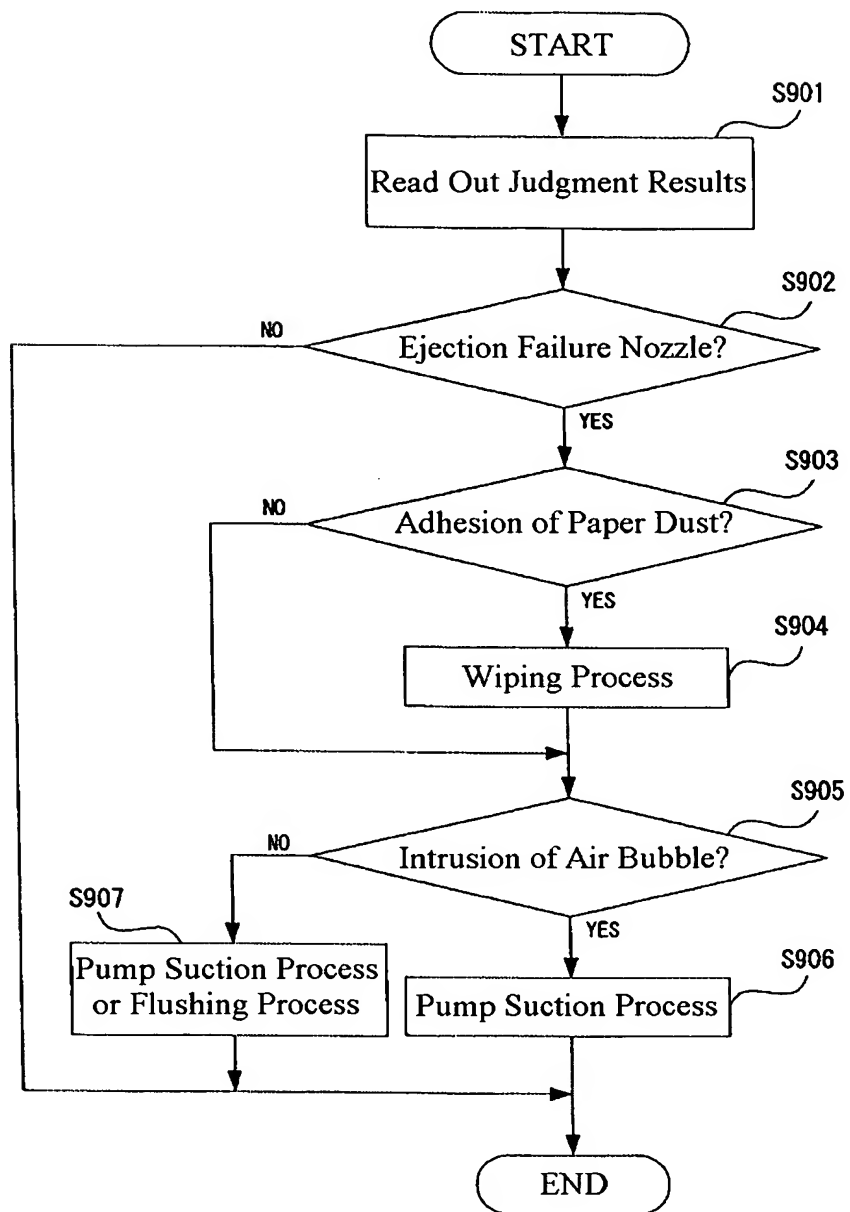 START
S901
Read Out Judgment Results
S902
NO
Ejection Failure Nozzle?
YES
S903
NO
Adhesion of Paper Dust?
YES
S904
Wiping Process
S905
NO
Intrusion of Air Bubble?
S907
YES
S906
Pump Suction Process
or Flushing Process
Pump Suction Process
END